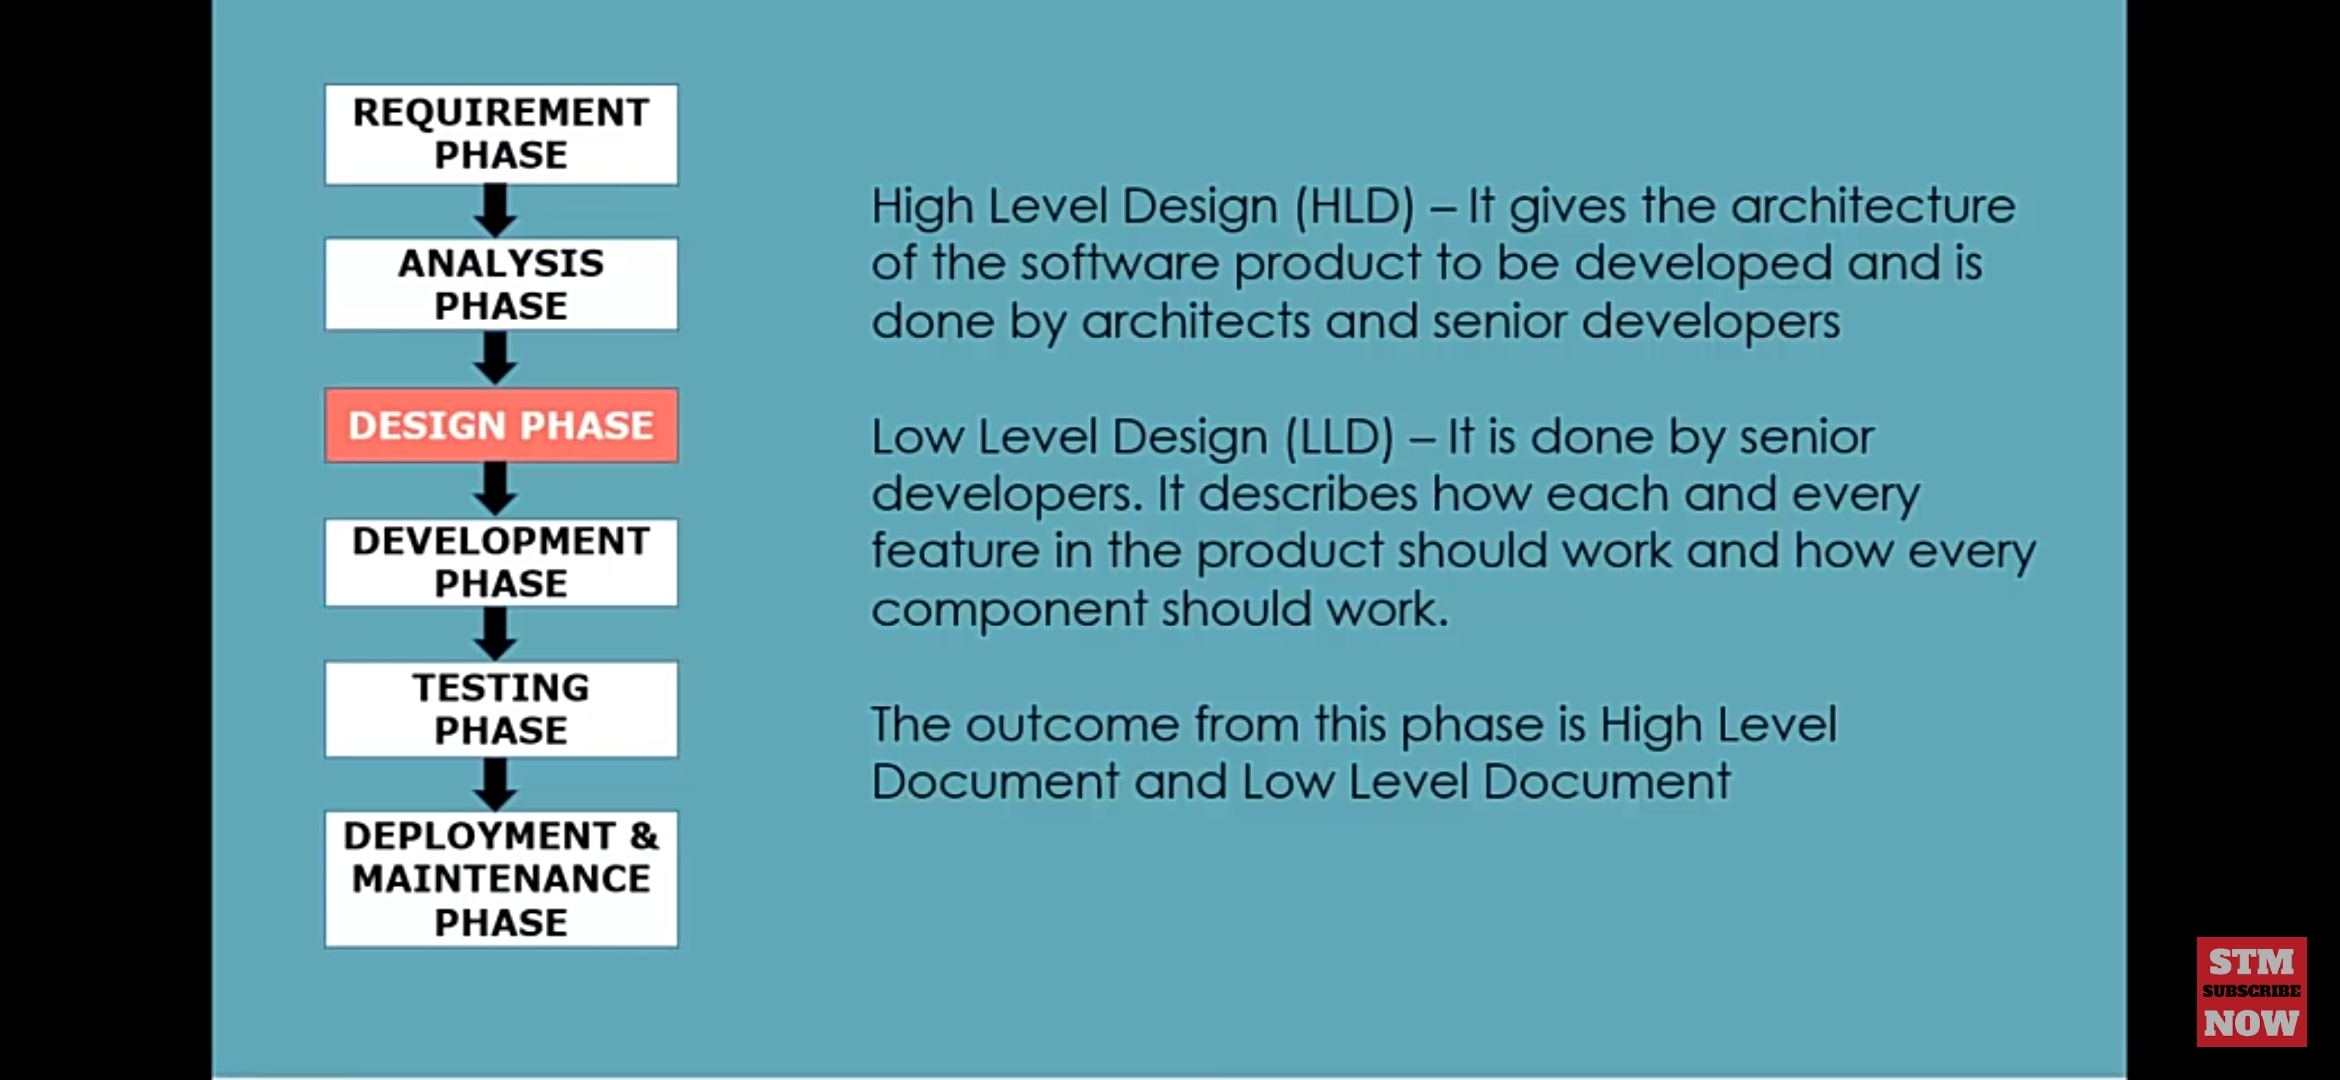 REQUIREMENT
PHASE
ANALYSIS
PHASE
DESIGN PHASE
DEVELOPMENT
PHASE
TESTING
PHASE
DEPLOYMENT &
MAINTENANCE
PHASE
High Level Design (HLD) – It gives the architecture
of the software product to be developed and is
done by architects and senior developers
Low Level Design (LLD) – It is done by senior
developers. It describes how each and every
feature in the product should work and how every
component should work.
The outcome from this phase is High Level
Document and Low Level Document
STM
SUBSCRIBE
NOW